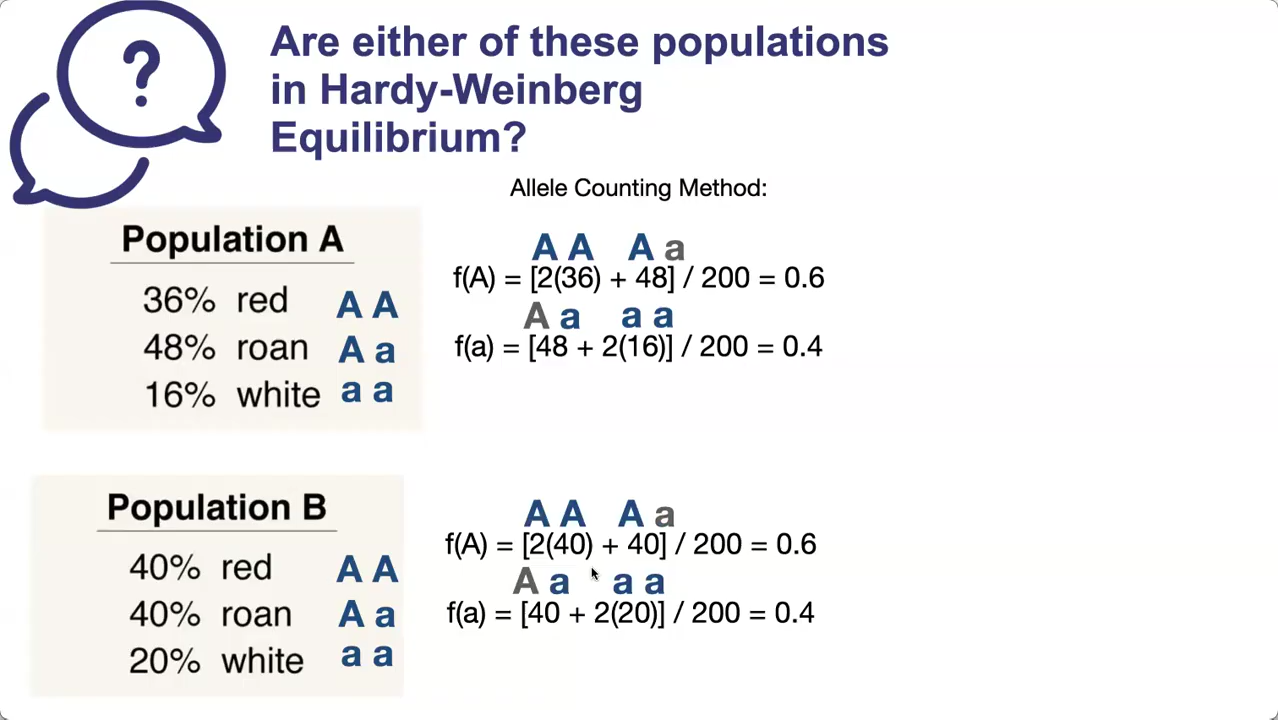 ?
Are either of these populations
in Hardy-Weinberg
Equilibrium?
Allele Counting Method:
Population A
36% red A A
48% roan A a
16% white a a
A A A a
f(A) = [2(36) + 48] / 200 = 0.6
A a a a
f(a) = [48 + 2(16)] / 200 = 0.4
Population B
40% red A A
40% roan A a
20% white a a
A A A a
f(A) = [2(40) + 40] / 200 = 0.6
A a a a
f(a) = [40 + 2(20)] / 200 = 0.4